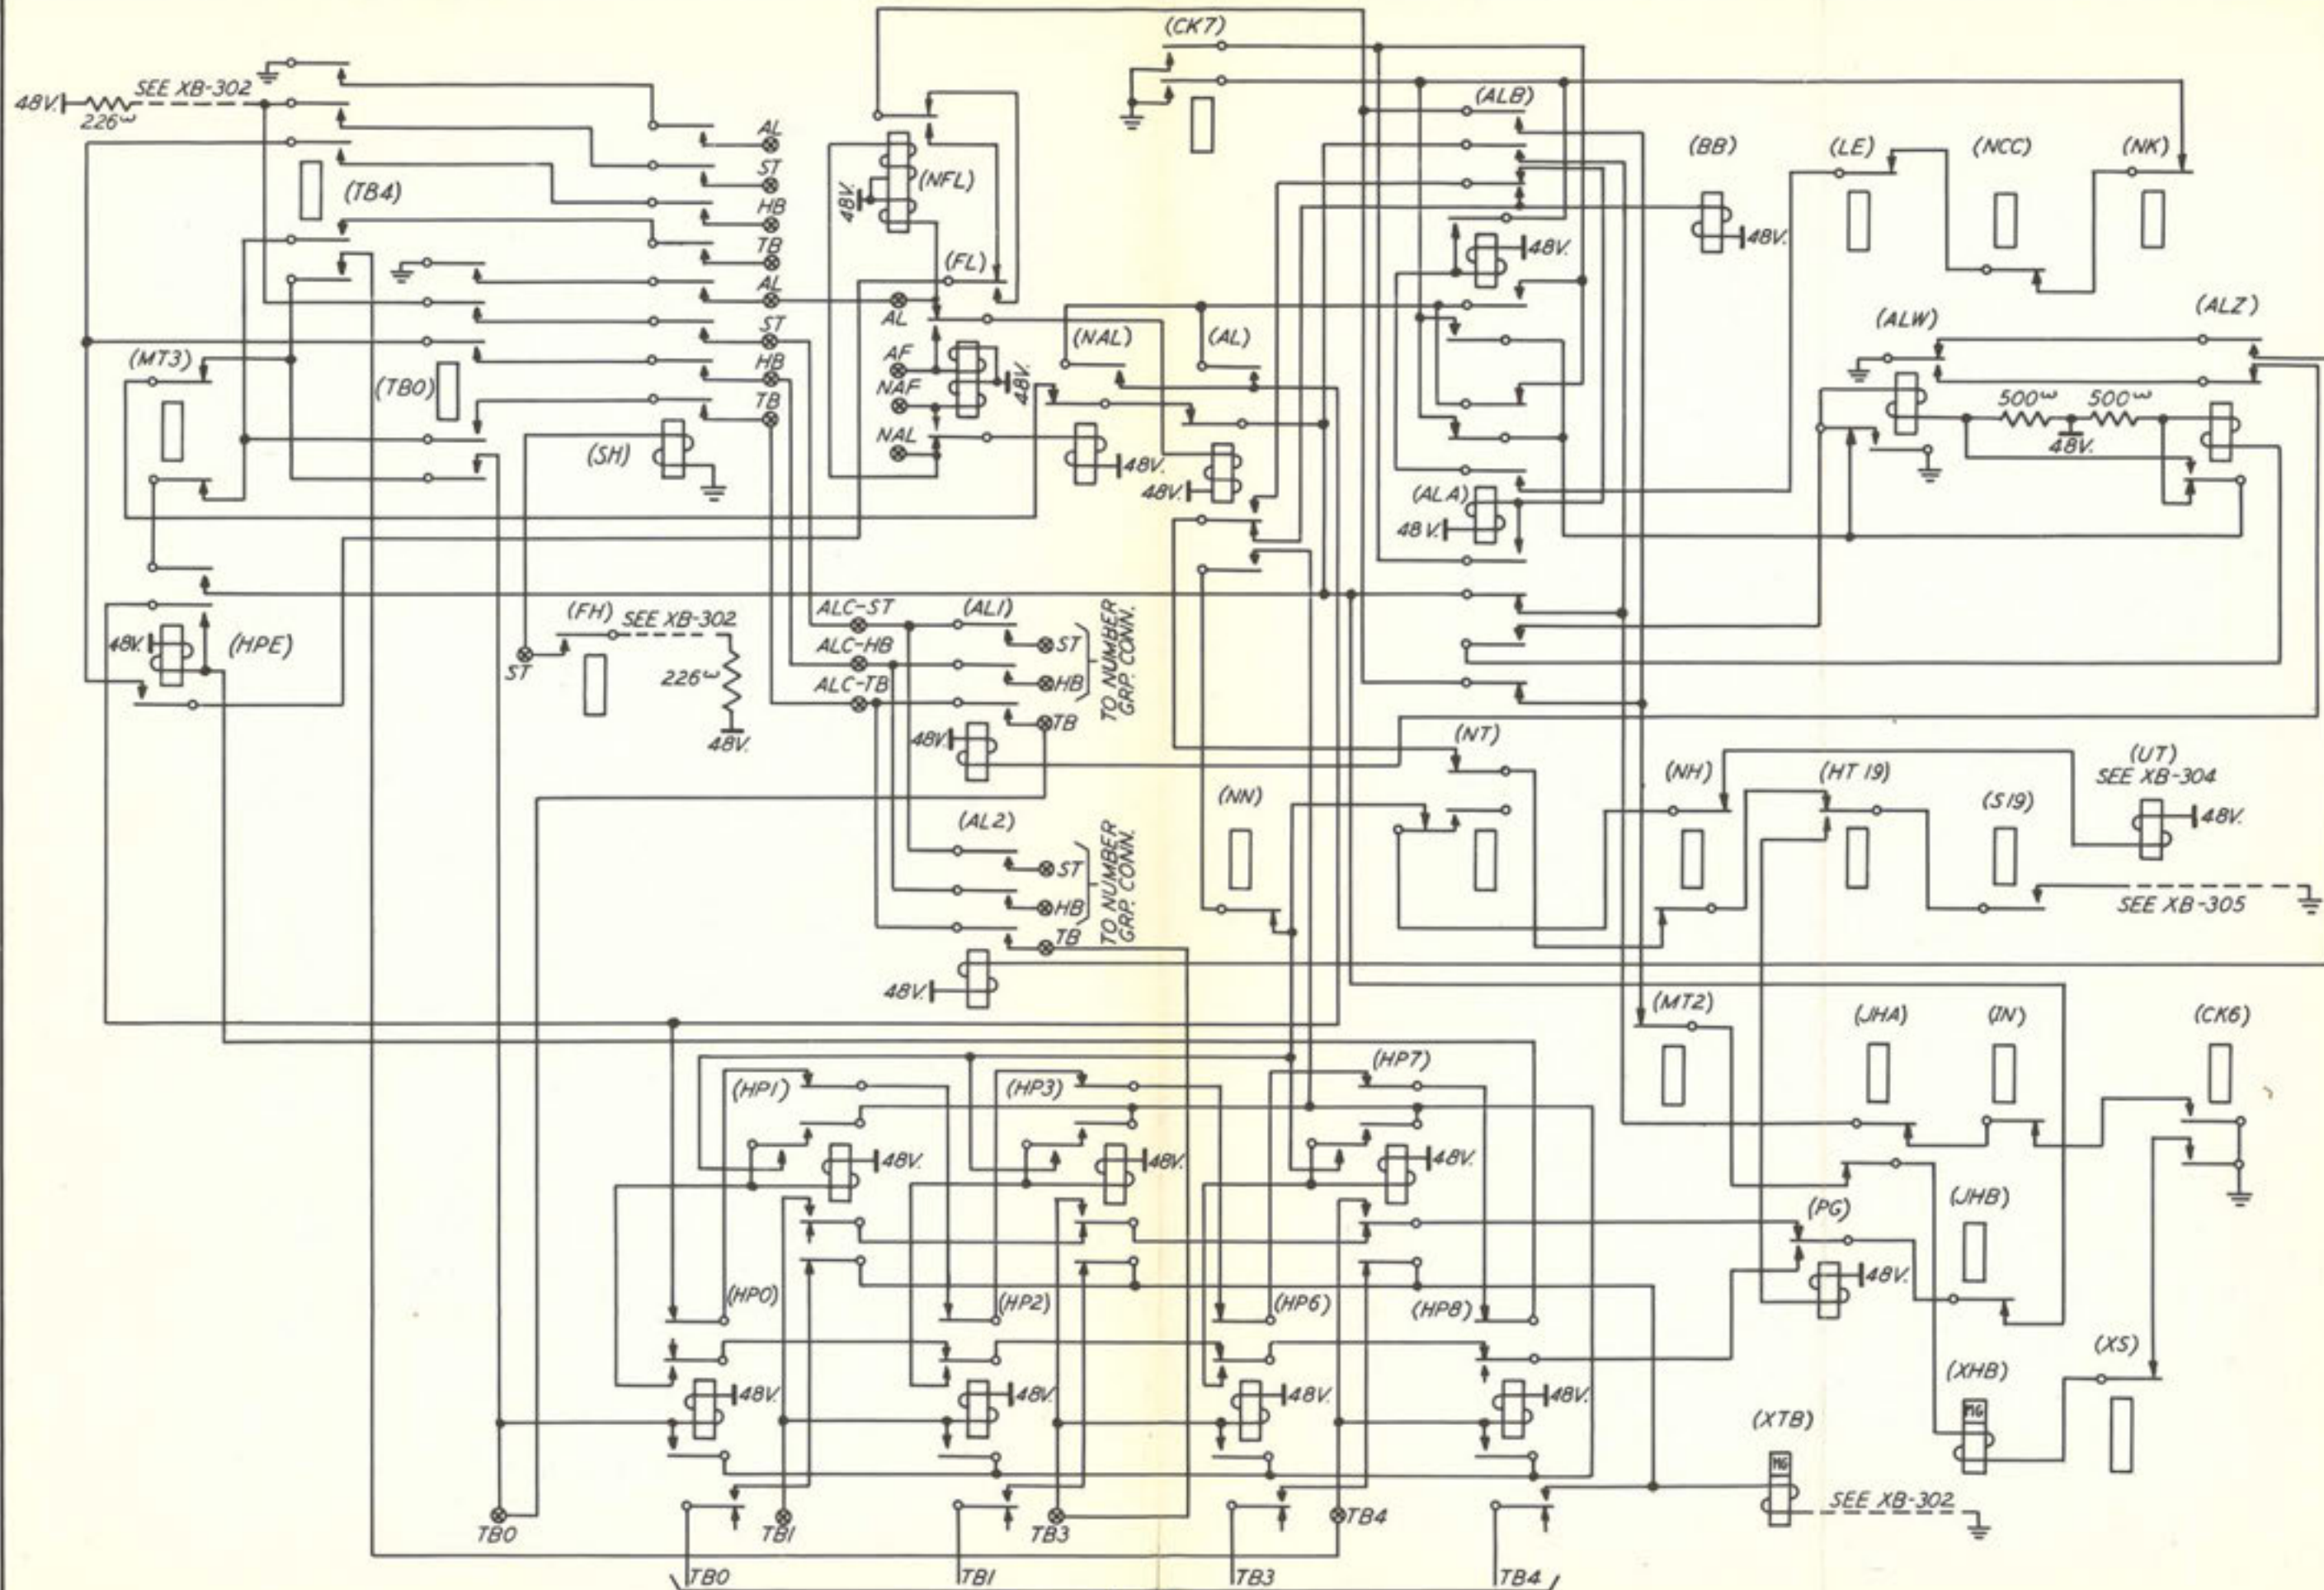 (CK7)
48V.
SEE XB-302
226ω
(ALB)
AL
ST
HB
TB
AL
ST
HB
TB
(TB4)
(NFL)
48V.
(BB)
48V.
(LE)
(NCC)
(NK)
48V.
(FL)
AL
AF
NAF
NAL
48V.
(NAL)
(AL)
(ALW)
(ALZ)
(MT3)
(TB0)
(SH)
500ω
500ω
48V.
48V.
48V.
(ALA)
48V.
(HPE)
48V.
(FH)
SEE XB-302
ST
226ω
48V.
ALC-ST
ALC-HB
ALC-TB
(AL1)
ST
HB
TB
TO NUMBER
GRP. CONN.
48V.
(NT)
(NH)
(HT 19)
(S19)
(UT)
SEE XB-304
48V.
SEE XB-305
(NN)
(AL2)
ST
HB
TB
TO NUMBER
GRP. CONN.
48V.
(MT2)
(JHA)
(IN)
(CK6)
(HP1)
(HP3)
(HP7)
48V.
48V.
48V.
(PG)
(JHB)
48V.
(HP0)
(HP2)
(HP6)
(HP8)
48V.
48V.
48V.
48V.
(XS)
(XHB)
MG
(XTB)
MG
SEE XB-302
TB0
TB1
TB3
TB4
TB0
TB1
TB3
TB4